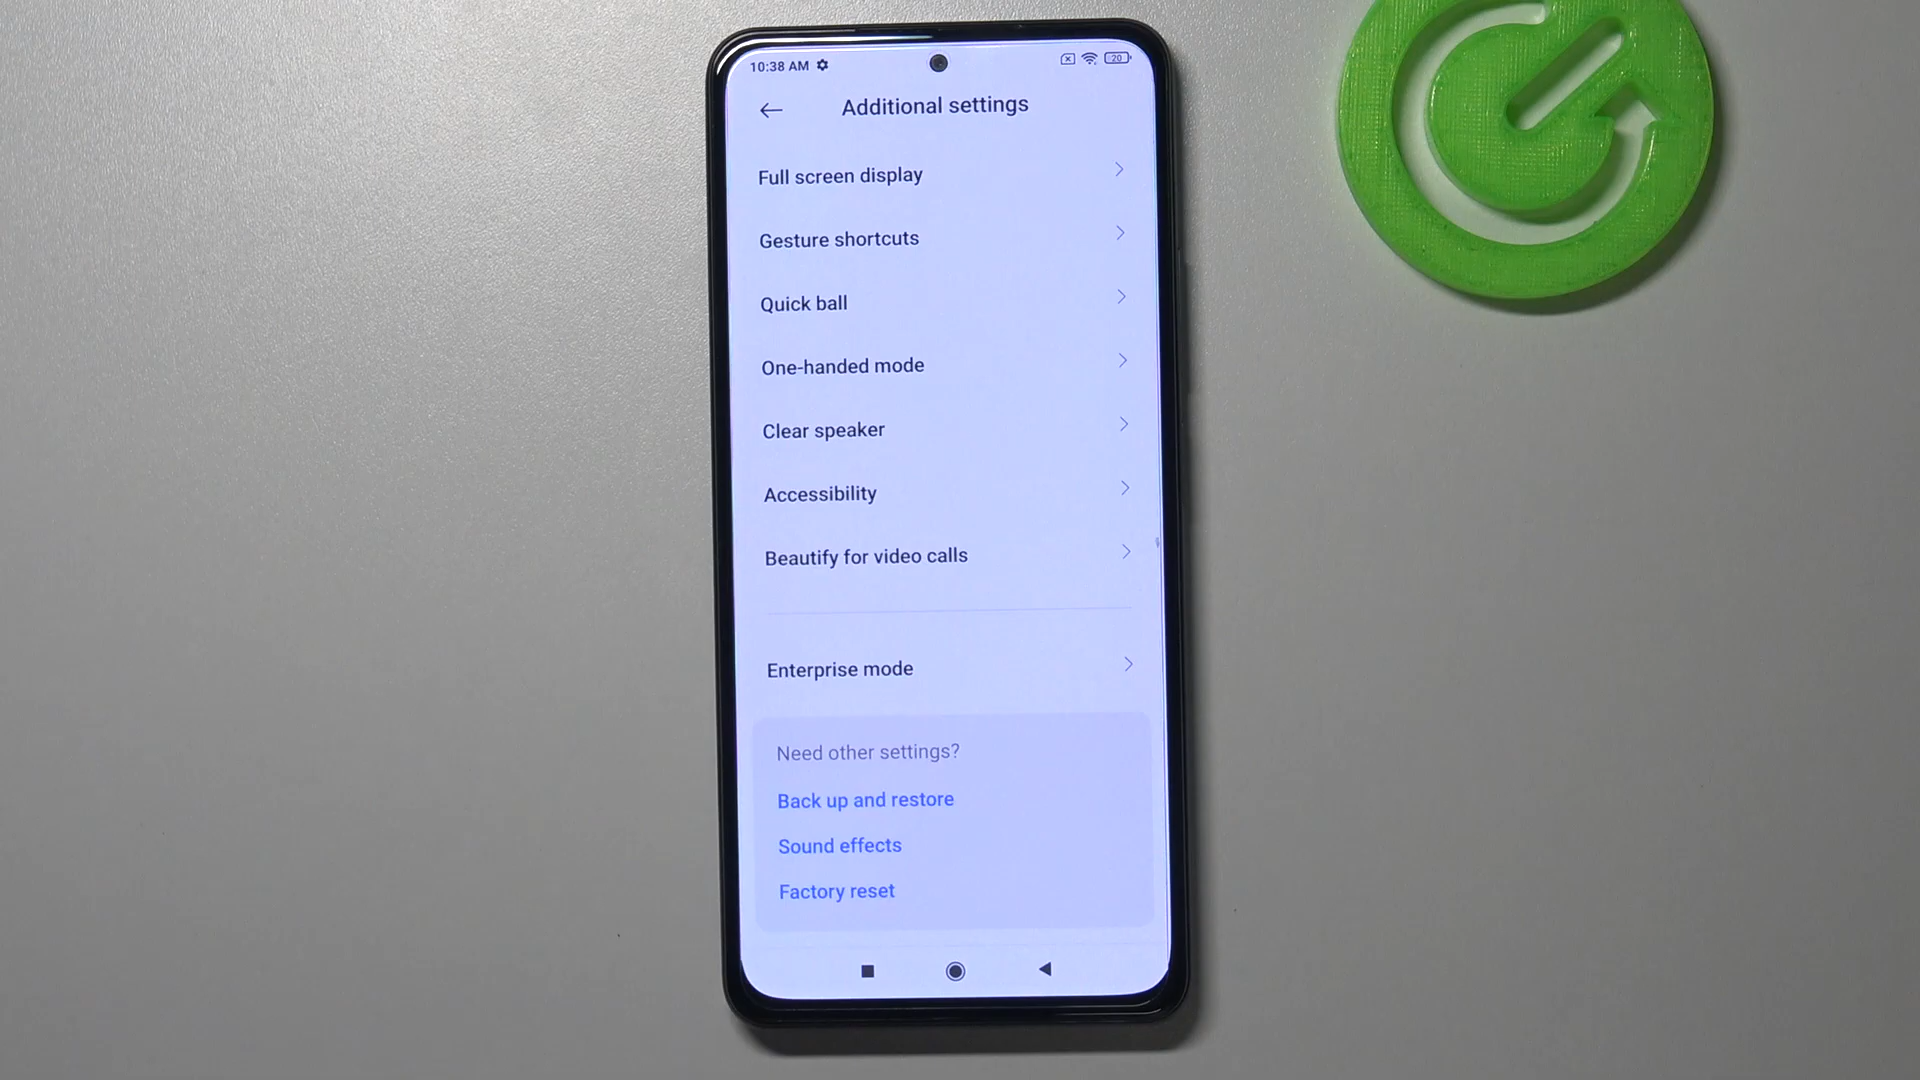 10:38 AM
20
Additional settings
Full screen display
Gesture shortcuts
Quick ball
One-handed mode
Clear speaker
Accessibility
Beautify for video calls
Enterprise mode
Need other settings?
Back up and restore
Sound effects
Factory reset